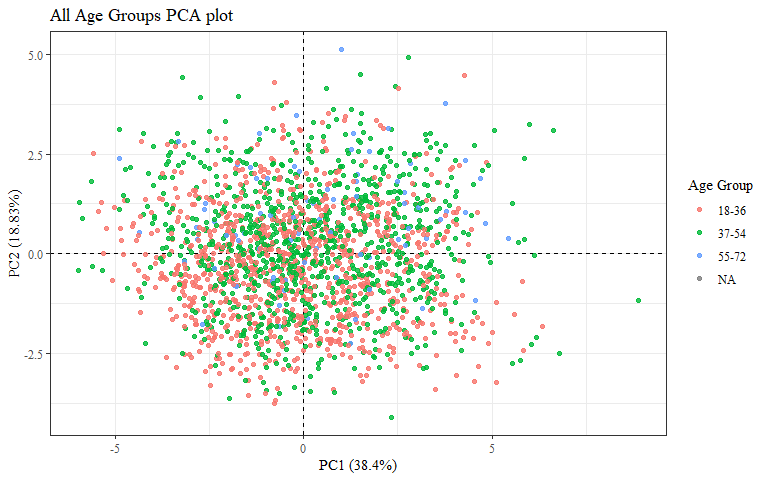 All Age Groups PCA plot
5.0
2.5
0.0
-2.5
PC2 (18.83%)
-5
0
5
PC1 (38.4%)
Age Group
18-36
37-54
55-72
NA